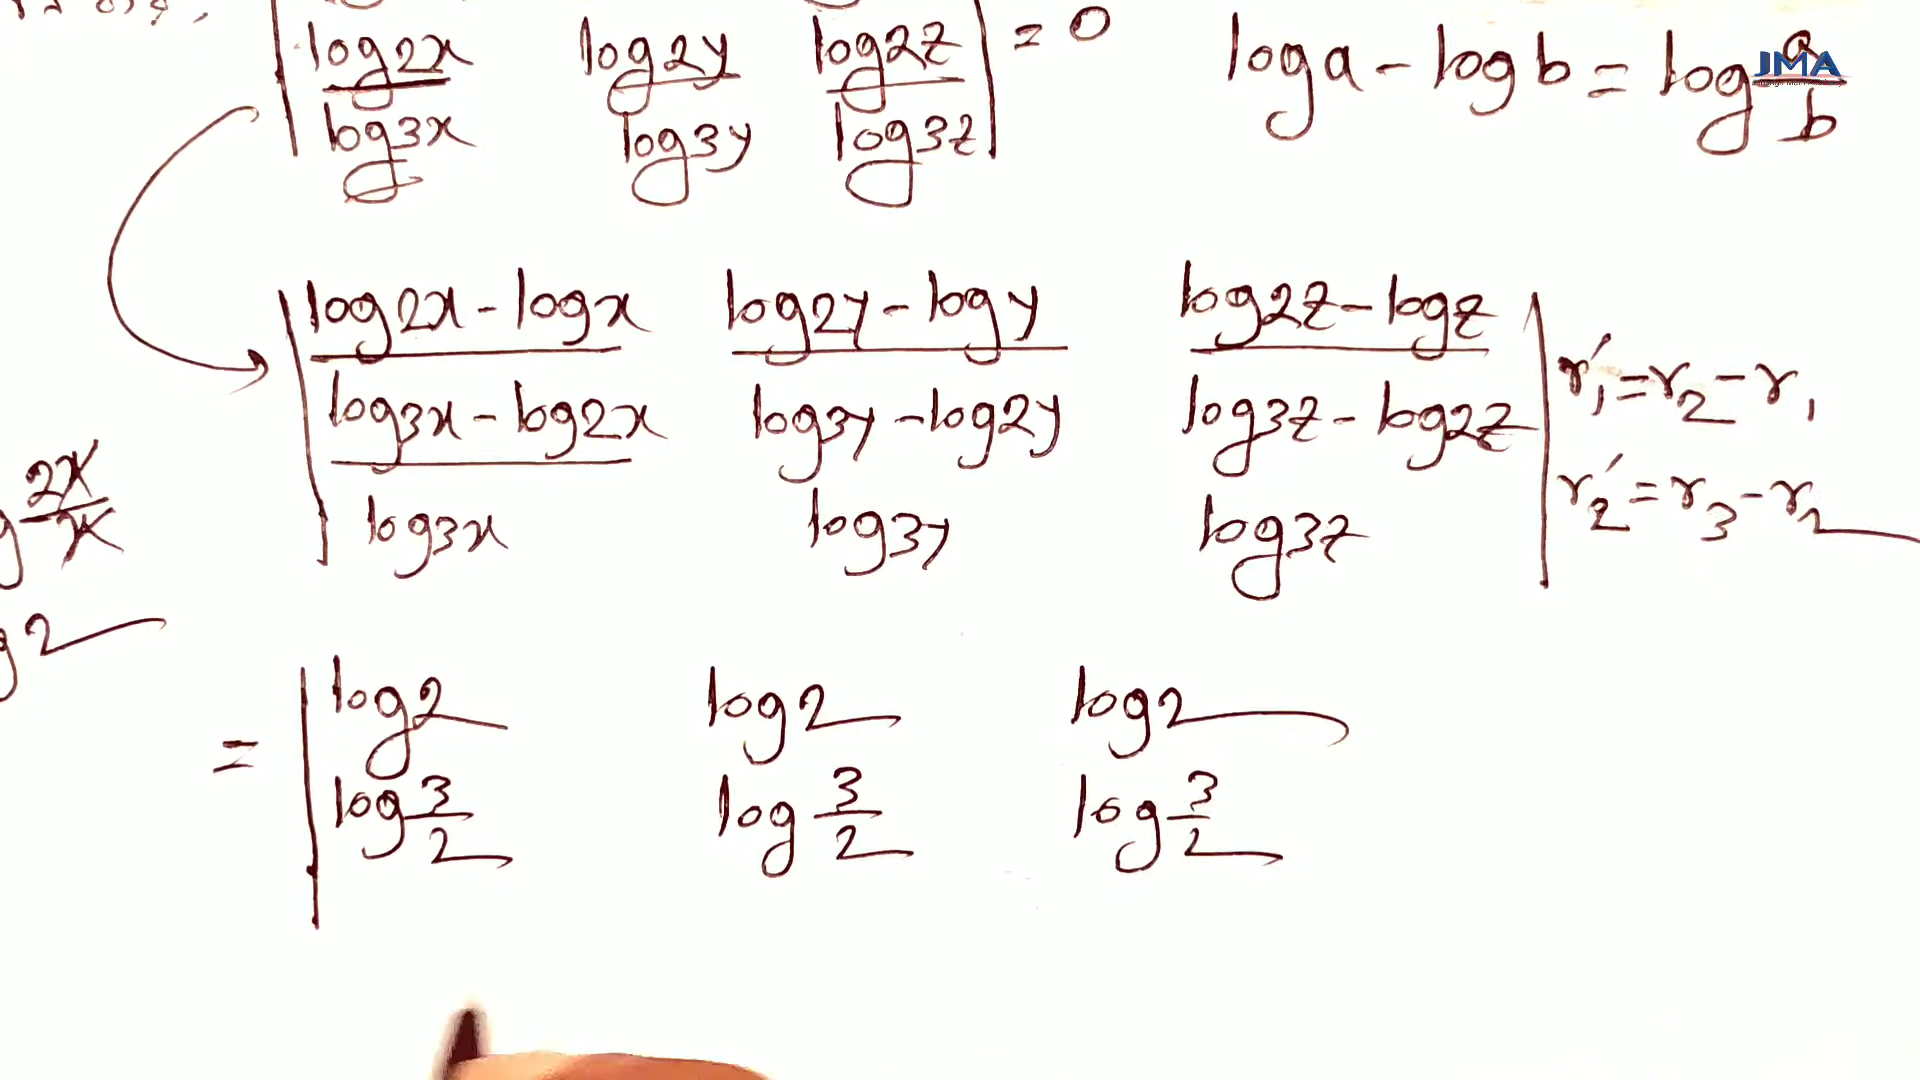 log2x log2y log2z = 0
log3x log3y log3z
log a - log b = log a/b
JMA
log2x - logx log2y - logy log2z - logz
log3x - log2x log3y - log2y log3z - log2z
log3x log3y log3z
r₁′ = r₂ - r₁
r₂′ = r₃ - r₂
2x/x
g2
= log2 log2 log2
log 3/2 log 3/2 log 3/2